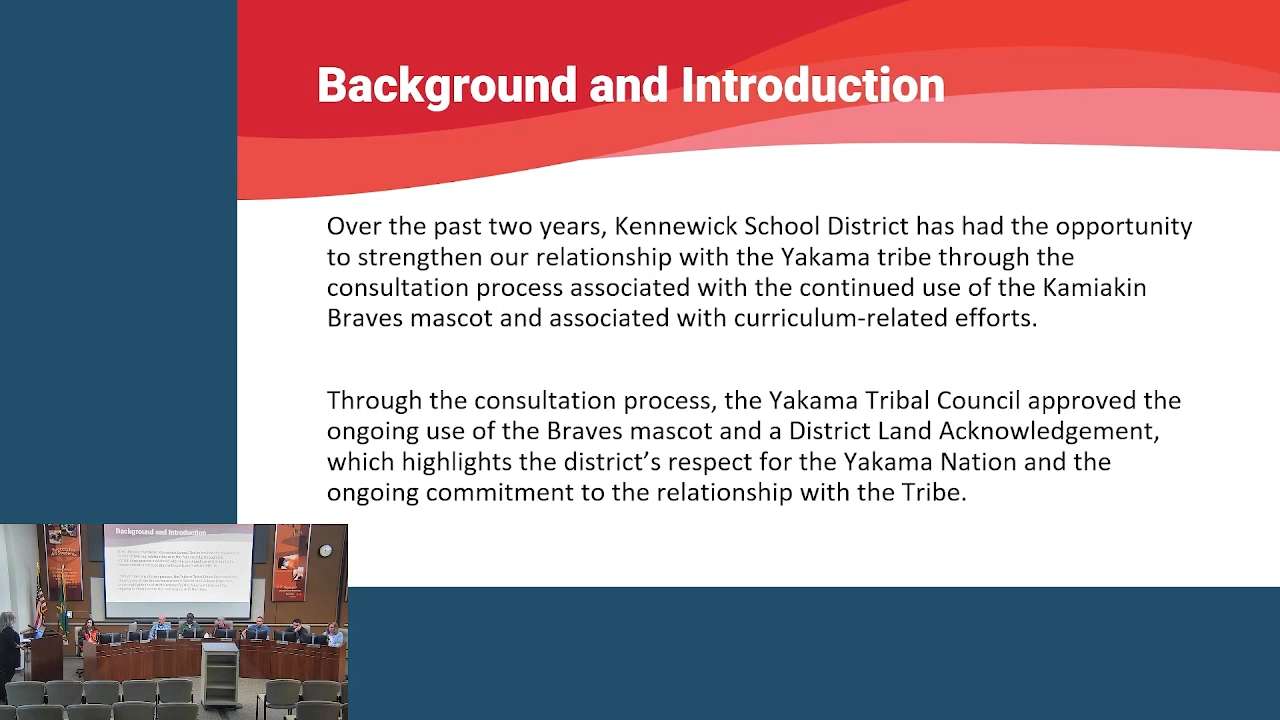 Background and Introduction
Over the past two years, Kennewick School District has had the opportunity
to strengthen our relationship with the Yakama tribe through the
consultation process associated with the continued use of the Kamiakin
Braves mascot and associated with curriculum-related efforts.
Through the consultation process, the Yakama Tribal Council approved the
ongoing use of the Braves mascot and a District Land Acknowledgement,
which highlights the district’s respect for the Yakama Nation and the
ongoing commitment to the relationship with the Tribe.
Background and Introduction